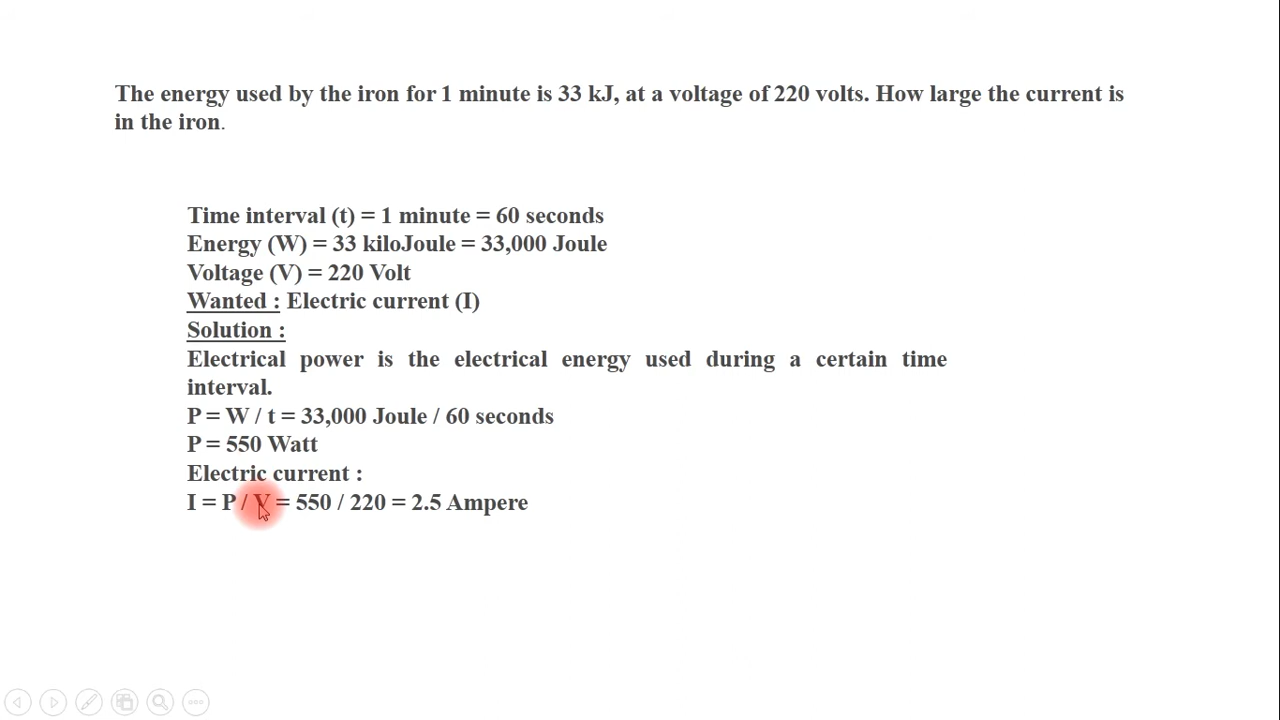 The energy used by the iron for 1 minute is 33 kJ, at a voltage of 220 volts. How large the current is
in the iron.
Time interval (t) = 1 minute = 60 seconds
Energy (W) = 33 kiloJoule = 33,000 Joule
Voltage (V) = 220 Volt
Wanted : Electric current (I)
Solution :
Electrical power is the electrical energy used during a certain time
interval.
P = W / t = 33,000 Joule / 60 seconds
P = 550 Watt
Electric current :
I = P / V = 550 / 220 = 2.5 Ampere